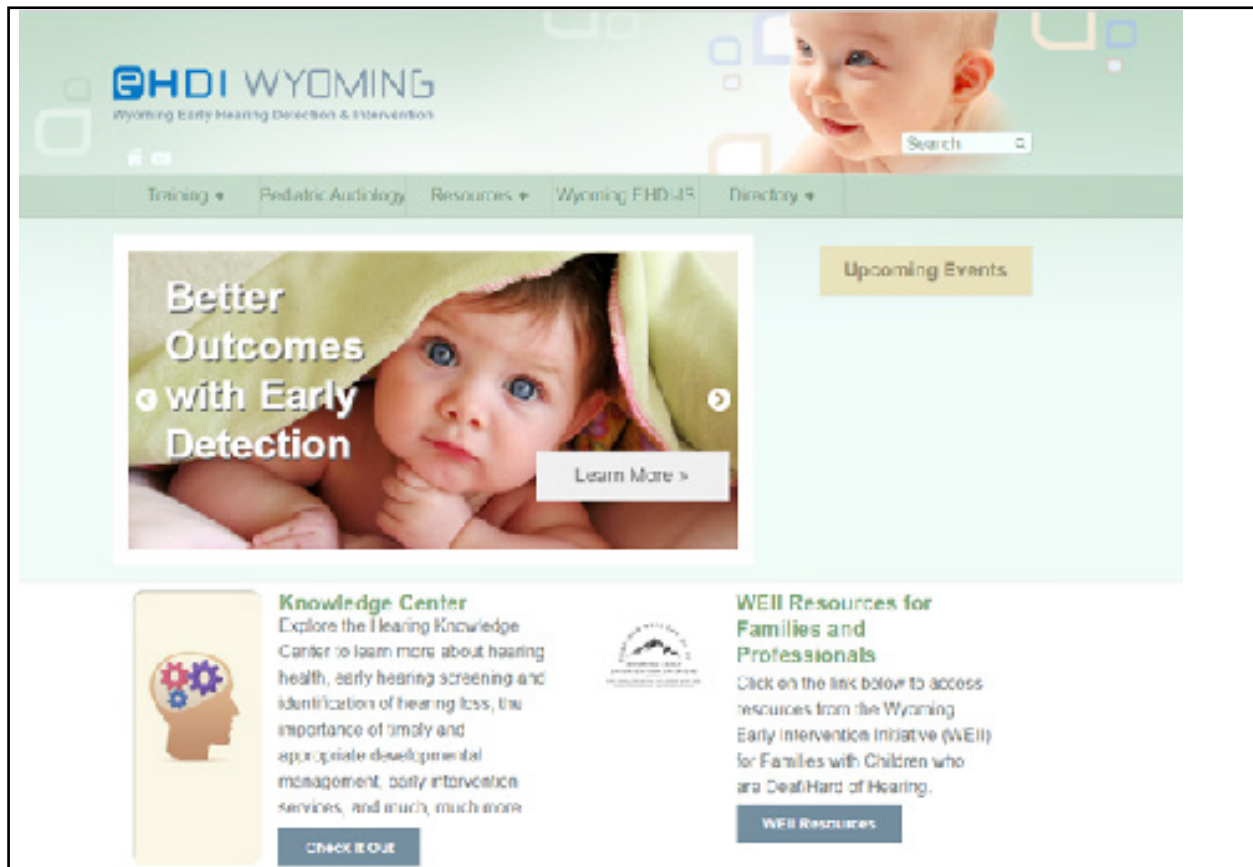 eHDI WYOMING
Wyoming Early Hearing Detection & Intervention
Search
Training
Pediatric Audiology
Resources
Wyoming EHDI-IS
Directory
Better
Outcomes
with Early
Detection
Learn More »
Upcoming Events
Knowledge Center
Explore the Hearing Knowledge
Center to learn more about hearing
health, early hearing screening and
identification of hearing loss, the
importance of timely and
appropriate developmental
management, early intervention
services, and much, much more
Check It Out
WEII Resources for
Families and
Professionals
Click on the link below to access
resources from the Wyoming
Early Intervention Initiative (WEII)
for Families with Children who
are Deaf/Hard of Hearing.
WEII Resources